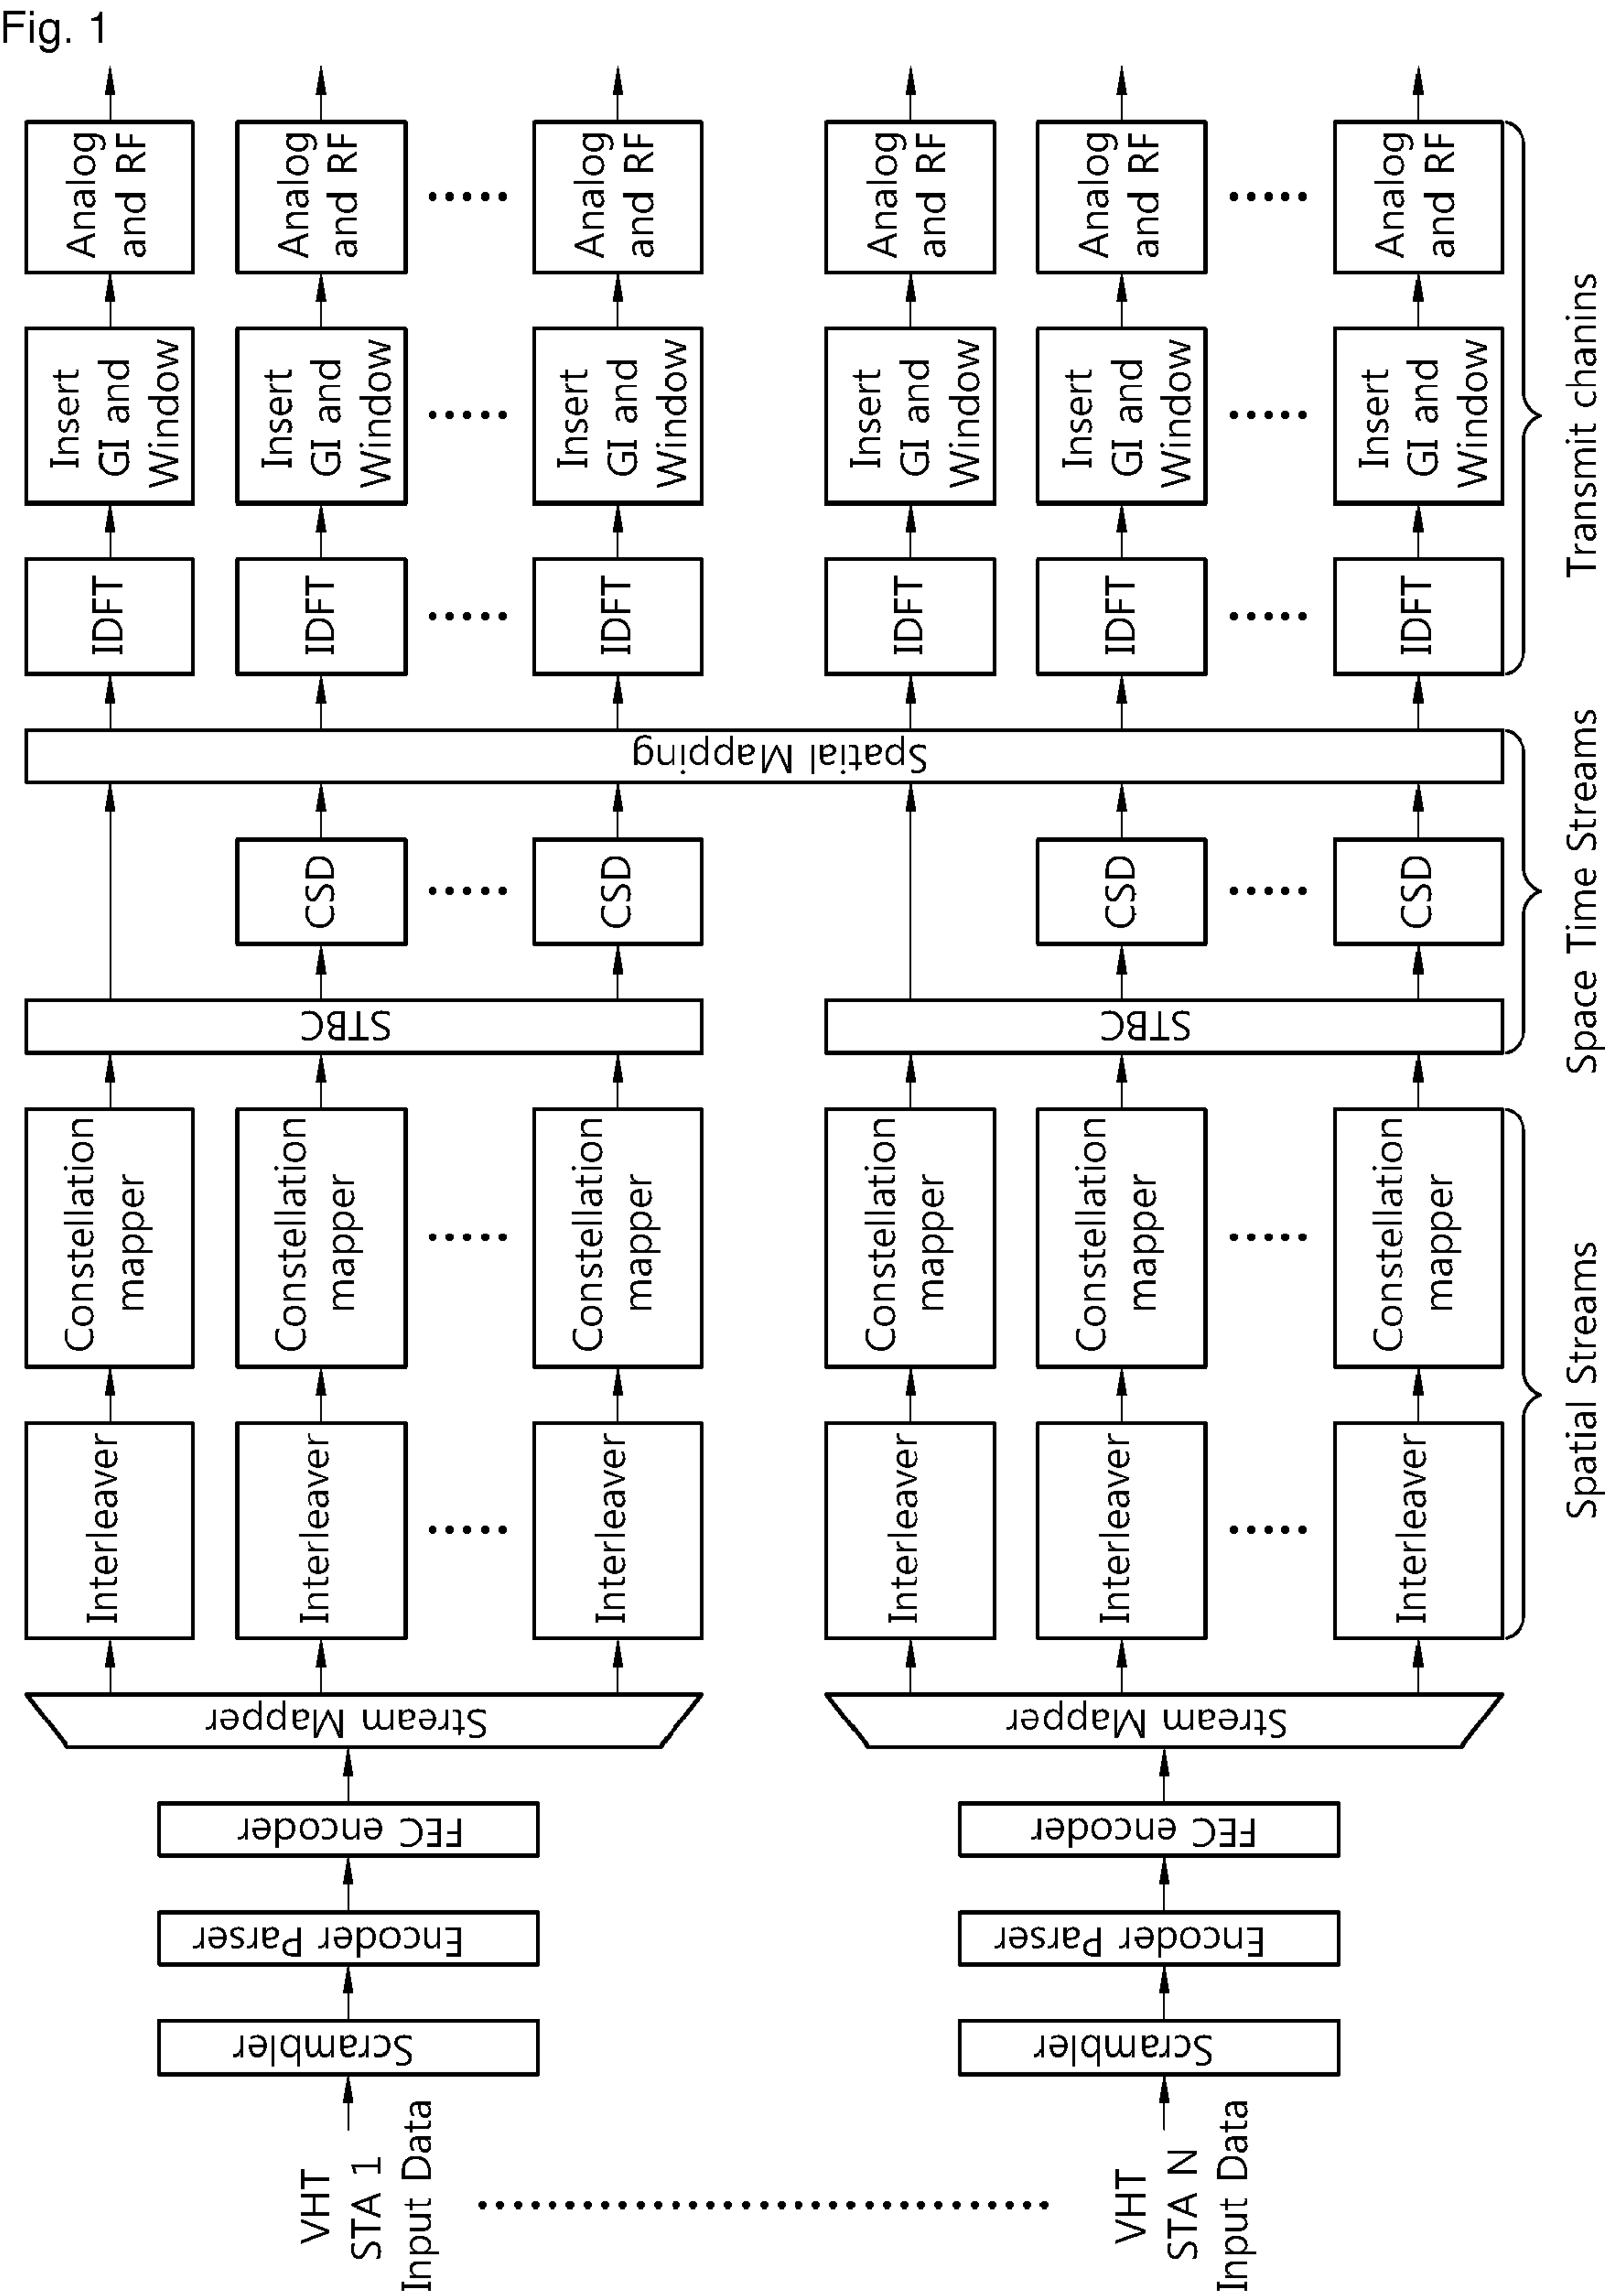 Fig. 1
VHT
STA 1
Input Data
Scrambler
Encoder Parser
FEC encoder
Stream Mapper
Interleaver
Constellation
mapper
Interleaver
Constellation
mapper
Interleaver
Constellation
mapper
STBC
CSD
CSD
VHT
STA N
Input Data
Scrambler
Encoder Parser
FEC encoder
Stream Mapper
Interleaver
Constellation
mapper
Interleaver
Constellation
mapper
Interleaver
Constellation
mapper
STBC
CSD
CSD
Spatial Mapping
IDFT
Insert
GI and
Window
Analog
and RF
IDFT
Insert
GI and
Window
Analog
and RF
IDFT
Insert
GI and
Window
Analog
and RF
IDFT
Insert
GI and
Window
Analog
and RF
IDFT
Insert
GI and
Window
Analog
and RF
IDFT
Insert
GI and
Window
Analog
and RF
Spatial Streams
Space Time Streams
Transmit chanins